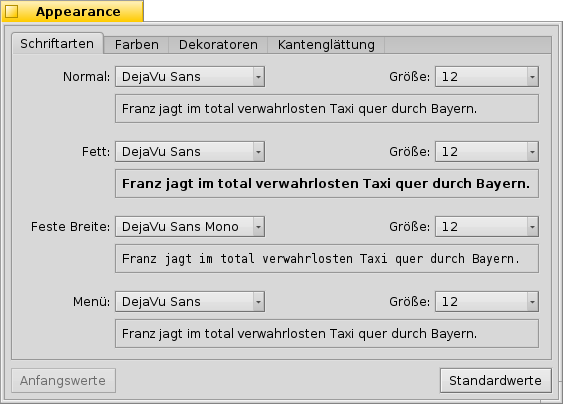 Appearance
Schriftarten Farben Dekoratoren Kantenglättung
Normal: DejaVu Sans Größe: 12
Franz jagt im total verwahrlosten Taxi quer durch Bayern.
Fett: DejaVu Sans Größe: 12
Franz jagt im total verwahrlosten Taxi quer durch Bayern.
Feste Breite: DejaVu Sans Mono Größe: 12
Franz jagt im total verwahrlosten Taxi quer durch Bayern.
Menü: DejaVu Sans Größe: 12
Franz jagt im total verwahrlosten Taxi quer durch Bayern.
Anfangswerte Standardwerte